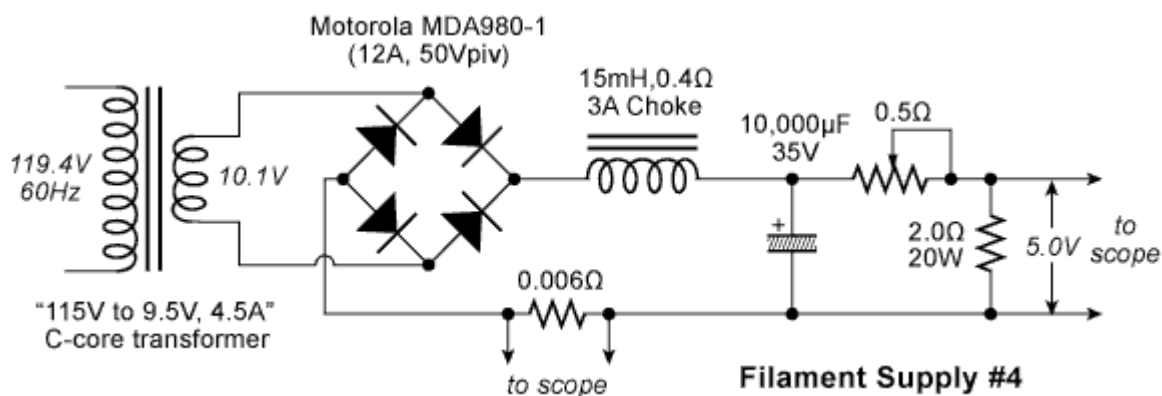 Motorola MDA980-1
(12A, 50Vpiv)
15mH,0.4Ω
3A Choke
10,000µF
35V
0.5Ω
119.4V
60Hz
10.1V
+
2.0Ω
20W
5.0V
to
scope
0.006Ω
"115V to 9.5V, 4.5A"
C-core transformer
to scope
Filament Supply #4